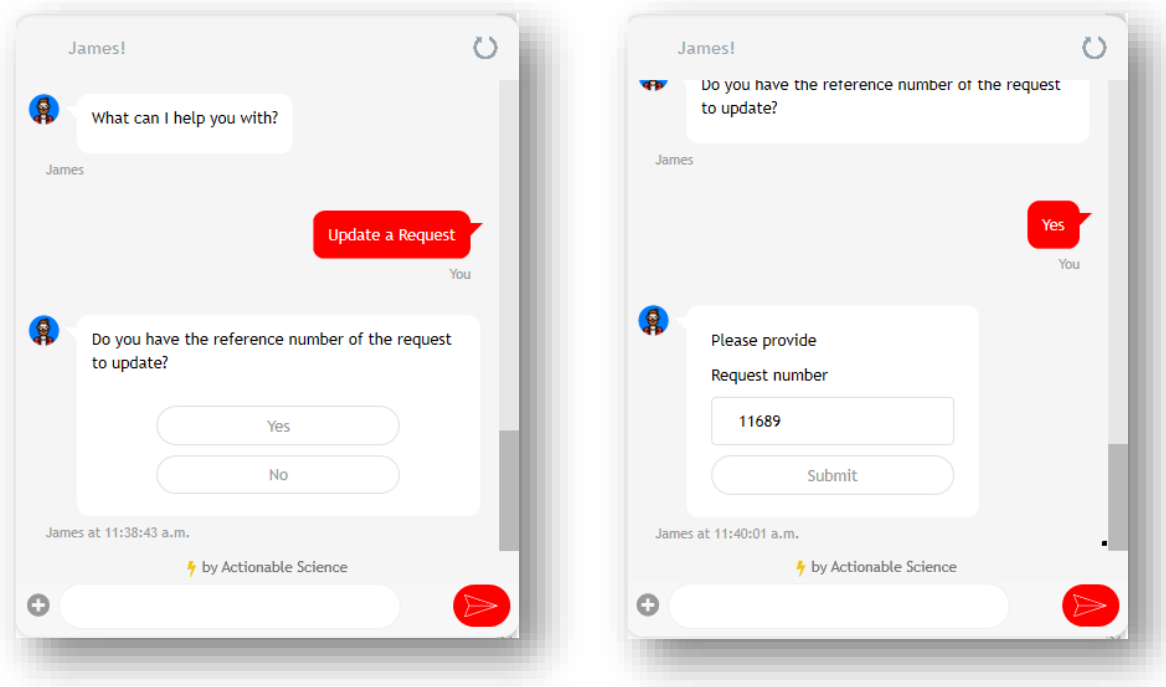 James!
What can I help you with?
James
Update a Request
You
Do you have the reference number of the request
to update?
Yes
No
James at 11:38:43 a.m.
by Actionable Science
James!
Do you have the reference number of the request
to update?
James
Yes
You
Please provide
Request number
11689
Submit
James at 11:40:01 a.m.
by Actionable Science